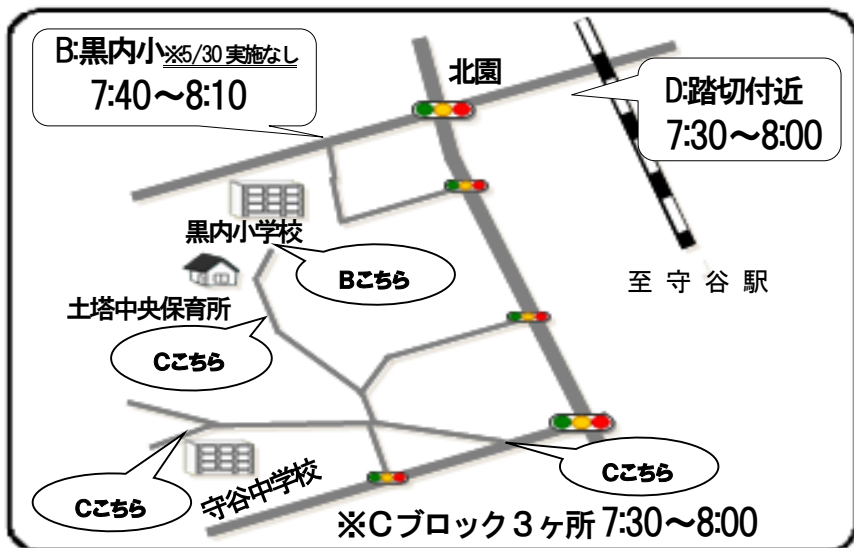 B:黒内小※5/30実施なし
7:40～8:10
北園
D:踏切付近
7:30～8:00
黒内小学校
Bこちら
至 守 谷 駅
土塔中央保育所
Cこちら
Cこちら
Cこちら
守谷中学校
※Cブロック3ヶ所 7:30～8:00